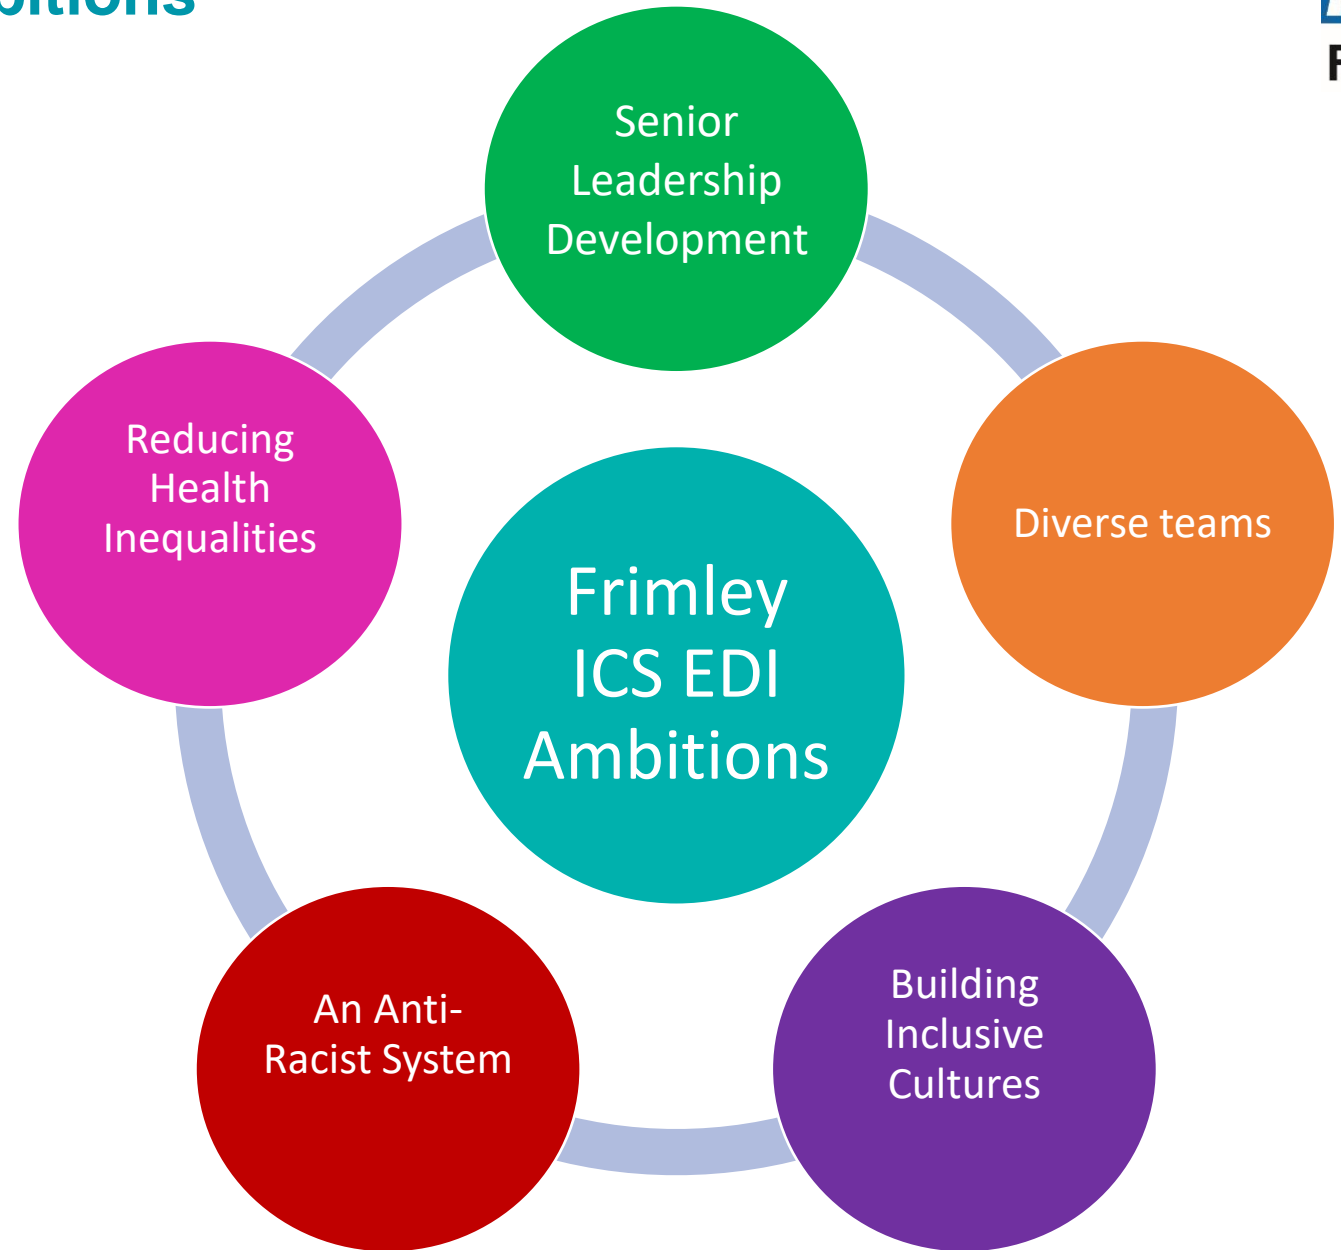 Senior
Leadership
Development
Diverse teams
Building
Inclusive
Cultures
An Anti-
Racist System
Reducing
Health
Inequalities
Frimley
ICS EDI
Ambitions